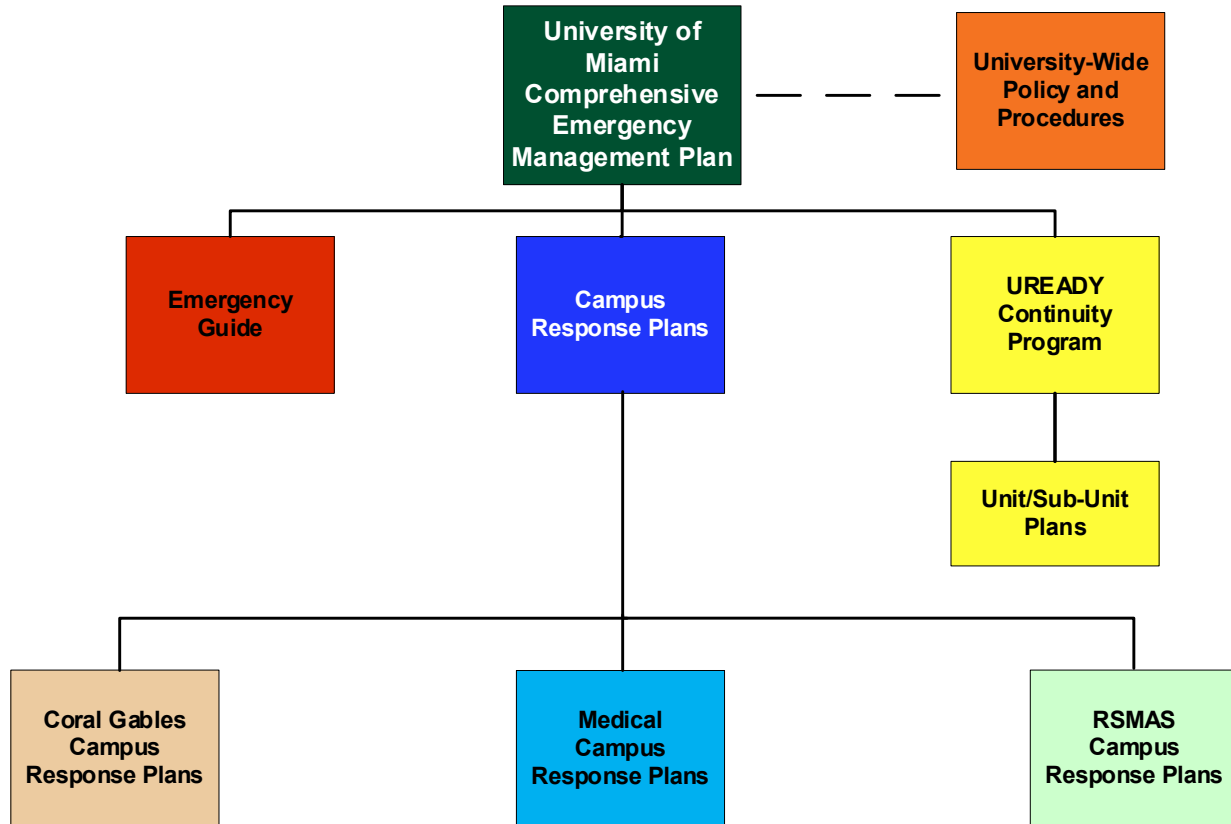 University of
Miami
Comprehensive
Emergency
Management Plan
University-Wide
Policy and
Procedures
Emergency
Guide
Campus
Response Plans
UREADY
Continuity
Program
Unit/Sub-Unit
Plans
Coral Gables
Campus
Response Plans
Medical
Campus
Response Plans
RSMAS
Campus
Response Plans